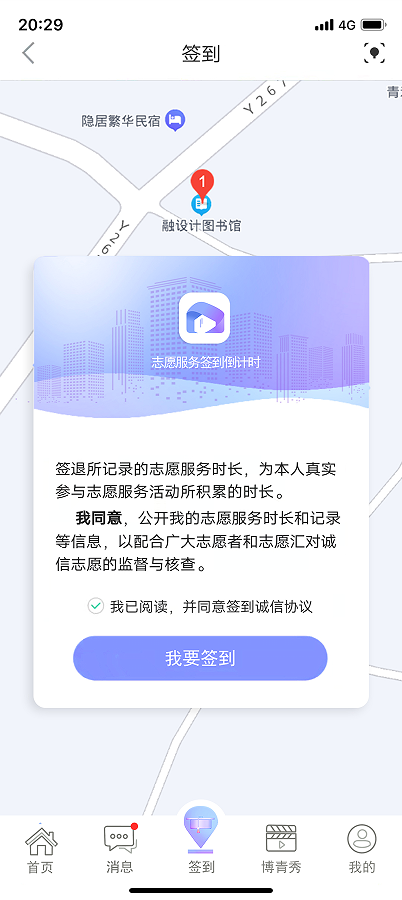 20:29
4G
签到
青
隐居繁华民宿
Y267
1
融设计图书馆
Y26
志愿服务签到倒计时
签退所记录的志愿服务时长，为本人真实
参与志愿服务活动所积累的时长。
我同意，公开我的志愿服务时长和记录
等信息，以配合广大志愿者和志愿汇对诚
信志愿的监督与核查。
我已阅读，并同意签到诚信协议
我要签到
首页
消息
签到
博青秀
我的